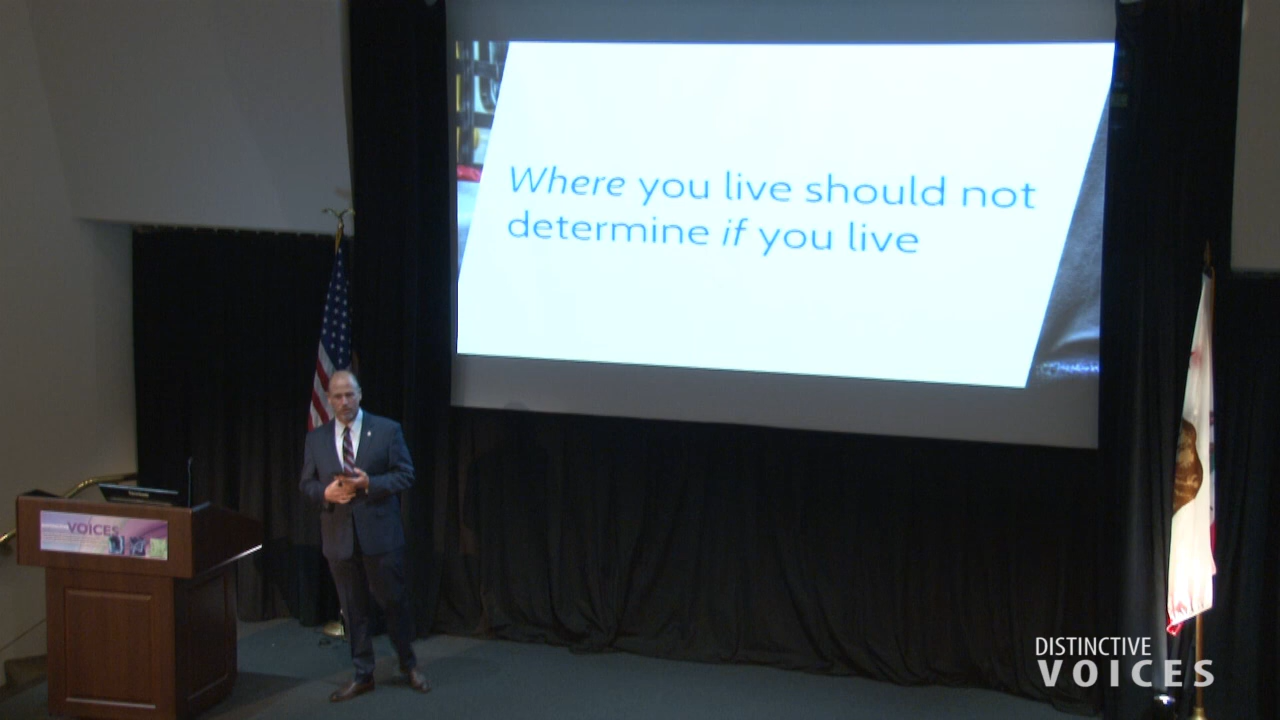 Where you live should not
determine if you live
VOICES
DISTINCTIVE
VOICES